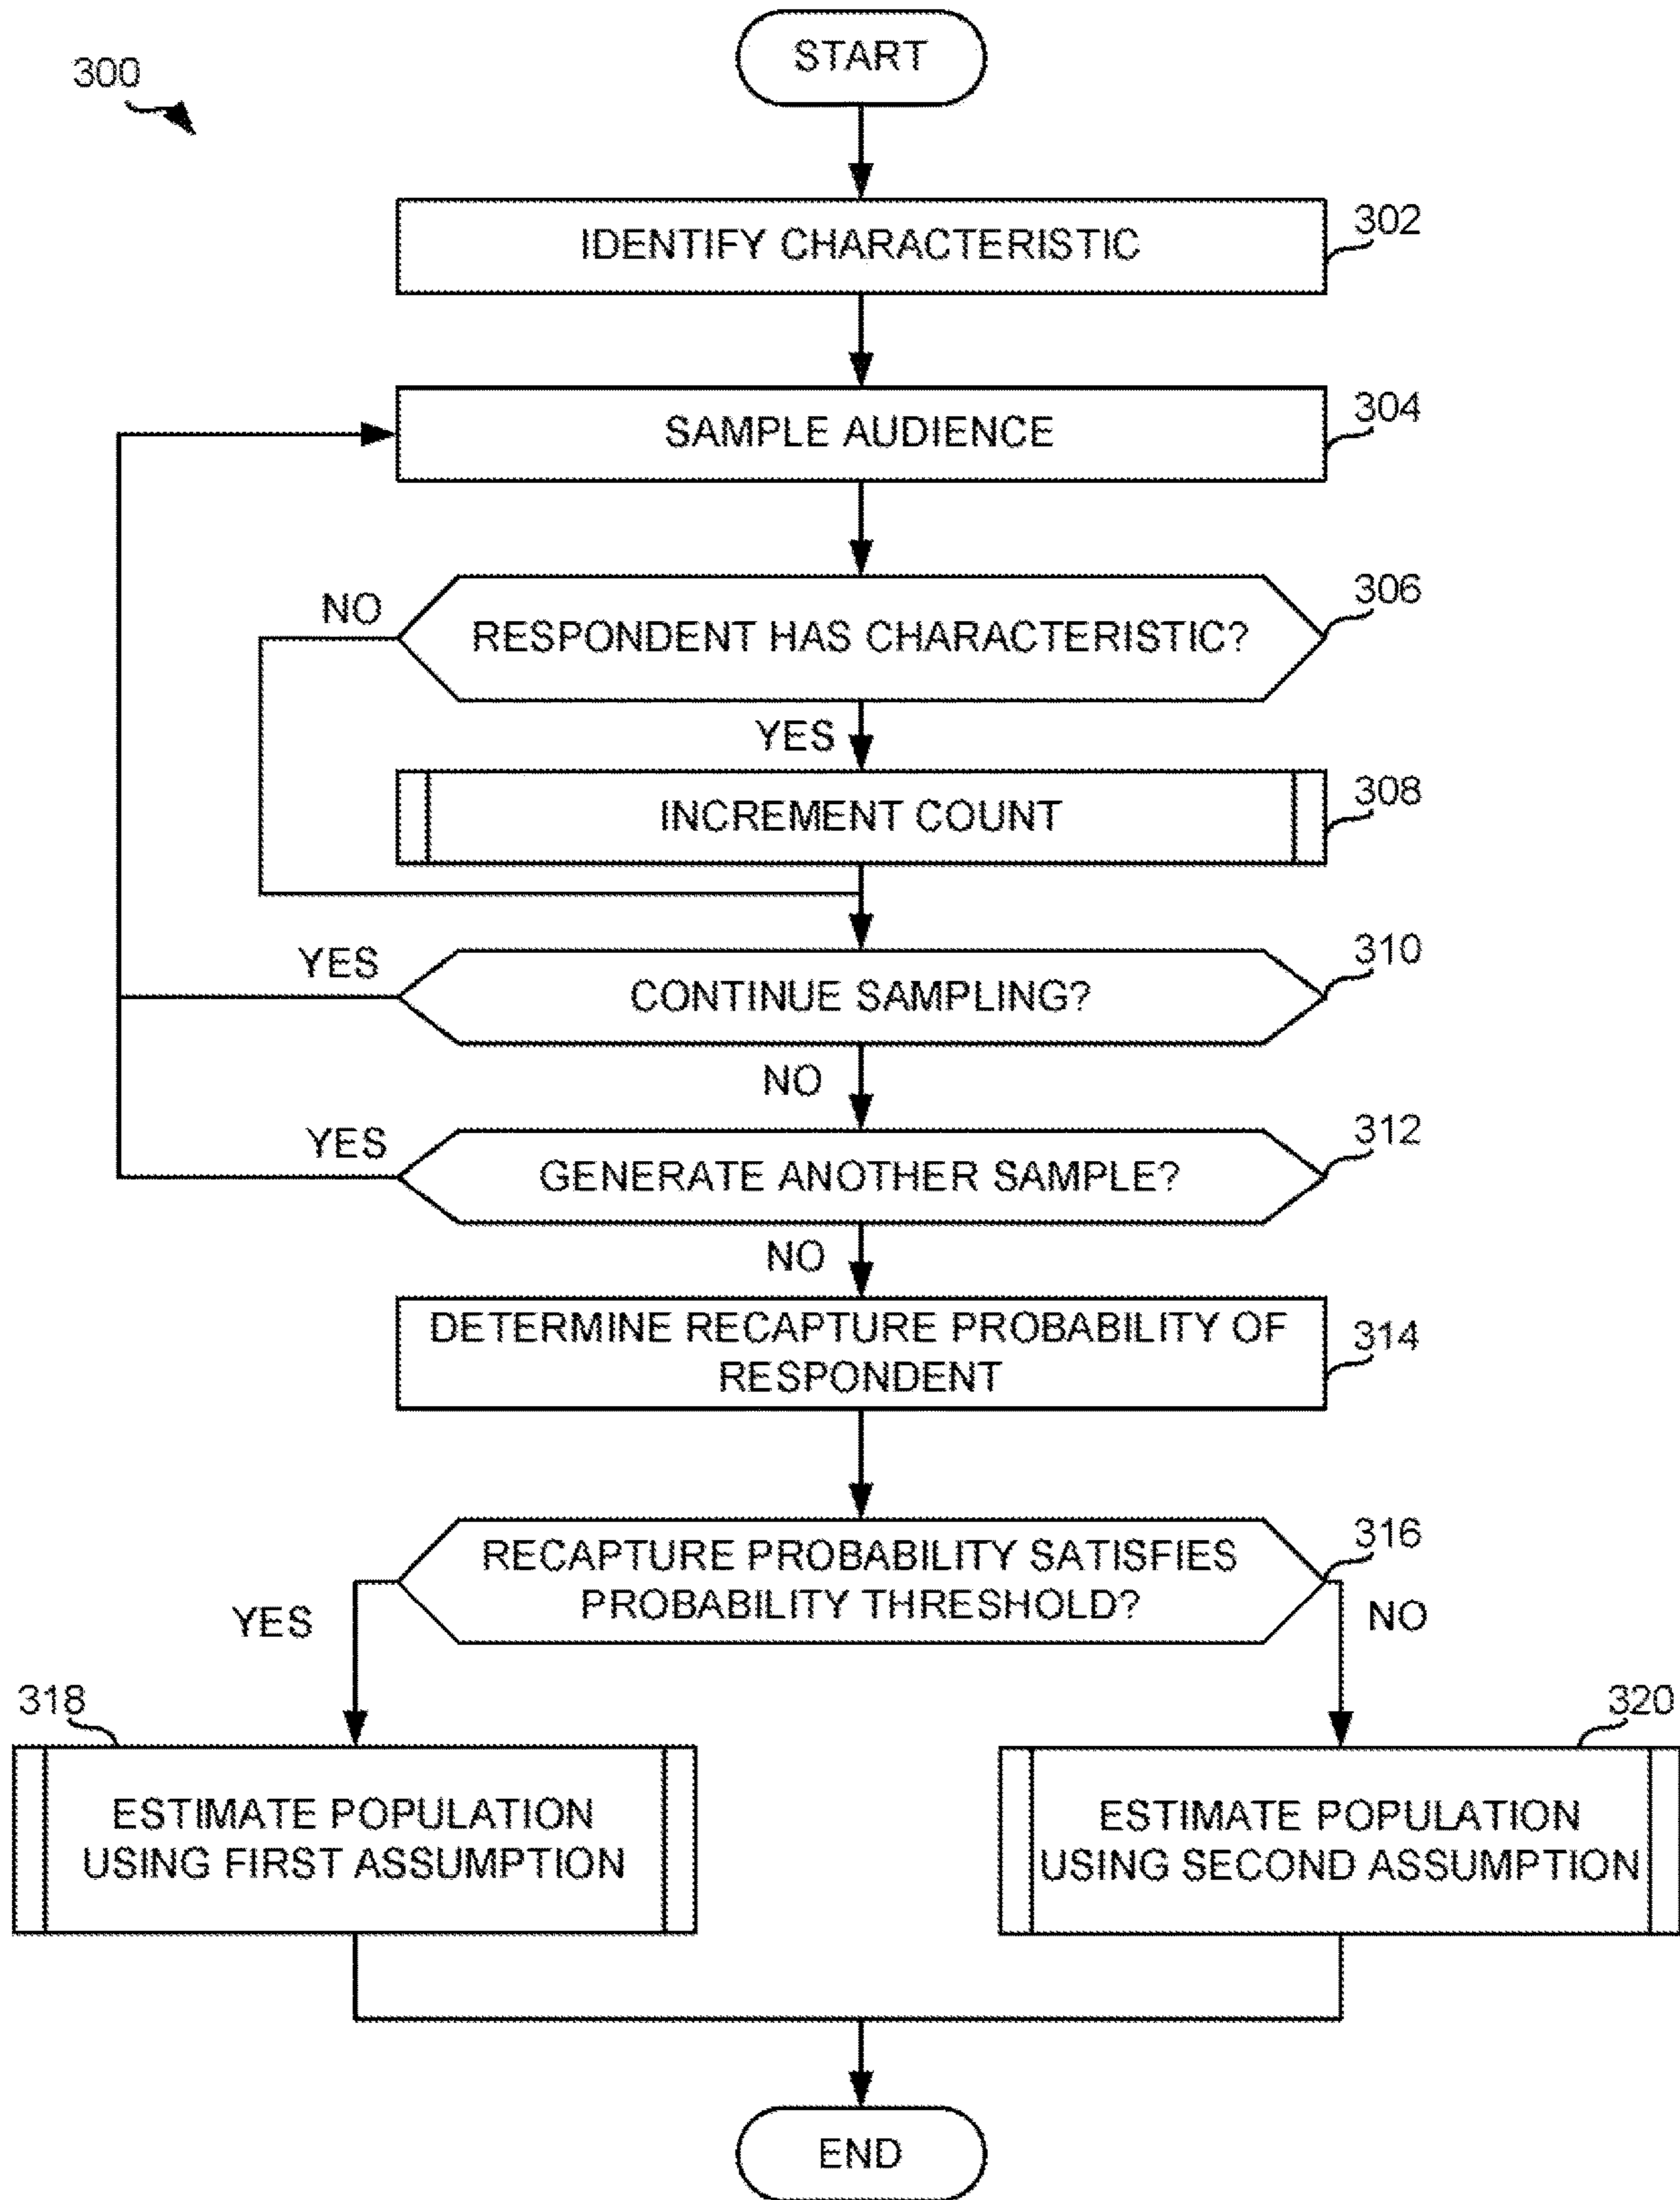 START
300
IDENTIFY CHARACTERISTIC
302
SAMPLE AUDIENCE
304
RESPONDENT HAS CHARACTERISTIC?
306
NO
YES
INCREMENT COUNT
308
CONTINUE SAMPLING?
310
YES
NO
GENERATE ANOTHER SAMPLE?
312
YES
NO
DETERMINE RECAPTURE PROBABILITY OF
RESPONDENT
314
RECAPTURE PROBABILITY SATISFIES
PROBABILITY THRESHOLD?
316
YES
NO
318
ESTIMATE POPULATION
USING FIRST ASSUMPTION
320
ESTIMATE POPULATION
USING SECOND ASSUMPTION
END